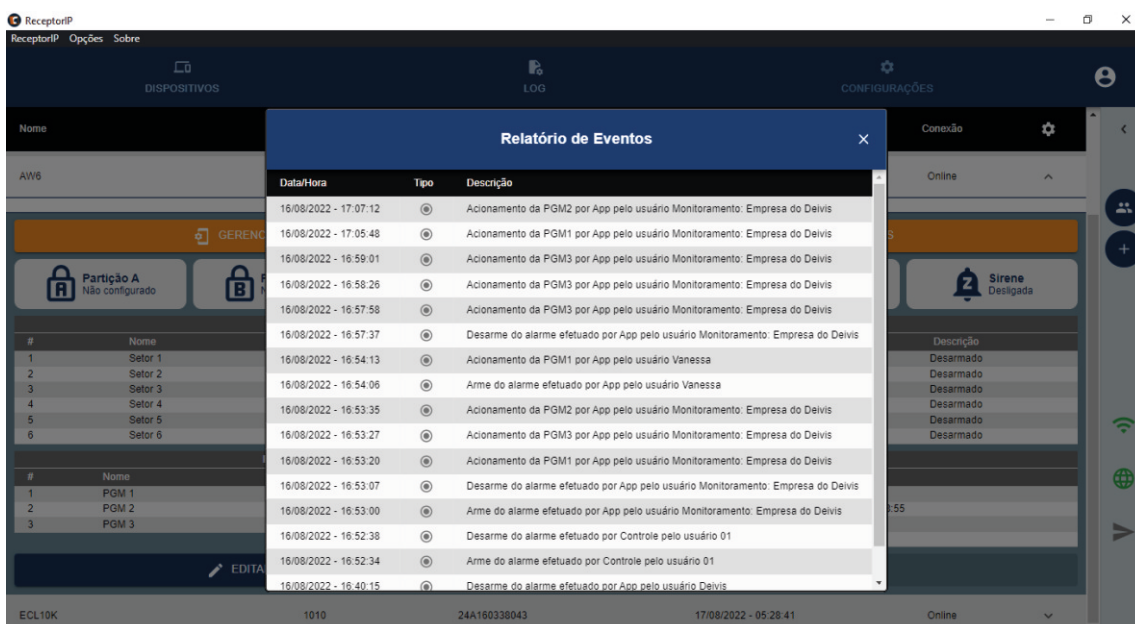 ReceptorIP
ReceptorIP Opções Sobre
DISPOSITIVOS LOG CONFIGURAÇÕES
Nome Conexão
Relatório de Eventos
AW6 Online
Data/Hora Tipo Descrição
16/08/2022 - 17:07:12 Acionamento da PGM2 por App pelo usuário Monitoramento: Empresa do Deivis
16/08/2022 - 17:05:48 Acionamento da PGM1 por App pelo usuário Monitoramento: Empresa do Deivis
16/08/2022 - 16:59:01 Acionamento da PGM3 por App pelo usuário Monitoramento: Empresa do Deivis
16/08/2022 - 16:58:26 Acionamento da PGM3 por App pelo usuário Monitoramento: Empresa do Deivis
16/08/2022 - 16:57:58 Acionamento da PGM3 por App pelo usuário Monitoramento: Empresa do Deivis
16/08/2022 - 16:57:37 Desarme do alarme efetuado por App pelo usuário Monitoramento: Empresa do Deivis
16/08/2022 - 16:54:13 Acionamento da PGM1 por App pelo usuário Vanessa
16/08/2022 - 16:54:06 Arme do alarme efetuado por App pelo usuário Vanessa
16/08/2022 - 16:53:35 Acionamento da PGM2 por App pelo usuário Monitoramento: Empresa do Deivis
16/08/2022 - 16:53:27 Acionamento da PGM3 por App pelo usuário Monitoramento: Empresa do Deivis
16/08/2022 - 16:53:20 Acionamento da PGM1 por App pelo usuário Monitoramento: Empresa do Deivis
16/08/2022 - 16:53:07 Desarme do alarme efetuado por App pelo usuário Monitoramento: Empresa do Deivis
16/08/2022 - 16:53:00 Arme do alarme efetuado por App pelo usuário Monitoramento: Empresa do Deivis
16/08/2022 - 16:52:38 Desarme do alarme efetuado por Controle pelo usuário 01
16/08/2022 - 16:52:34 Arme do alarme efetuado por Controle pelo usuário 01
16/08/2022 - 16:40:15 Desarme do alarme efetuado por App pelo usuário Deivis
GERENC S
A Partição A
Não configurado
B
Z Sirene
Desligada
# Nome Descrição
1 Setor 1 Desarmado
2 Setor 2 Desarmado
3 Setor 3 Desarmado
4 Setor 4 Desarmado
5 Setor 5 Desarmado
6 Setor 6 Desarmado
# Nome
1 PGM 1
2 PGM 2 :55
3 PGM 3
EDITA
ECL10K 1010 24A160338043 17/08/2022 - 05:28:41 Online